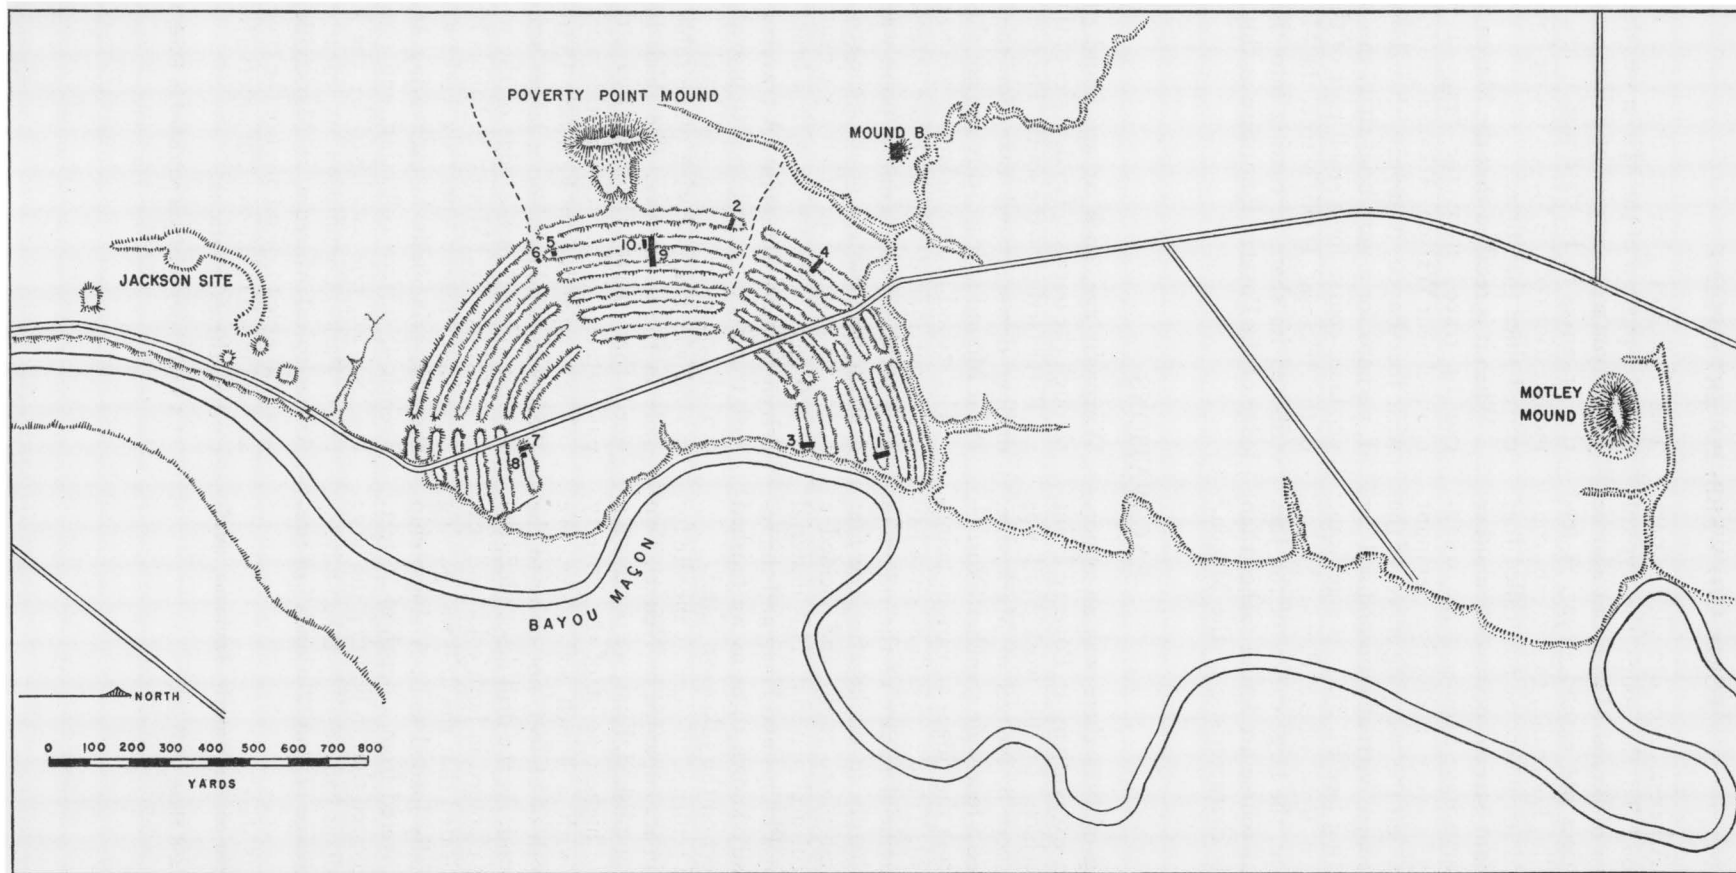 POVERTY POINT MOUND
MOUND B
2
5
6
10
9
4
JACKSON SITE
MOTLEY
MOUND
7
8
3
1
BAYOU MAÇON
NORTH
0 100 200 300 400 500 600 700 800
YARDS